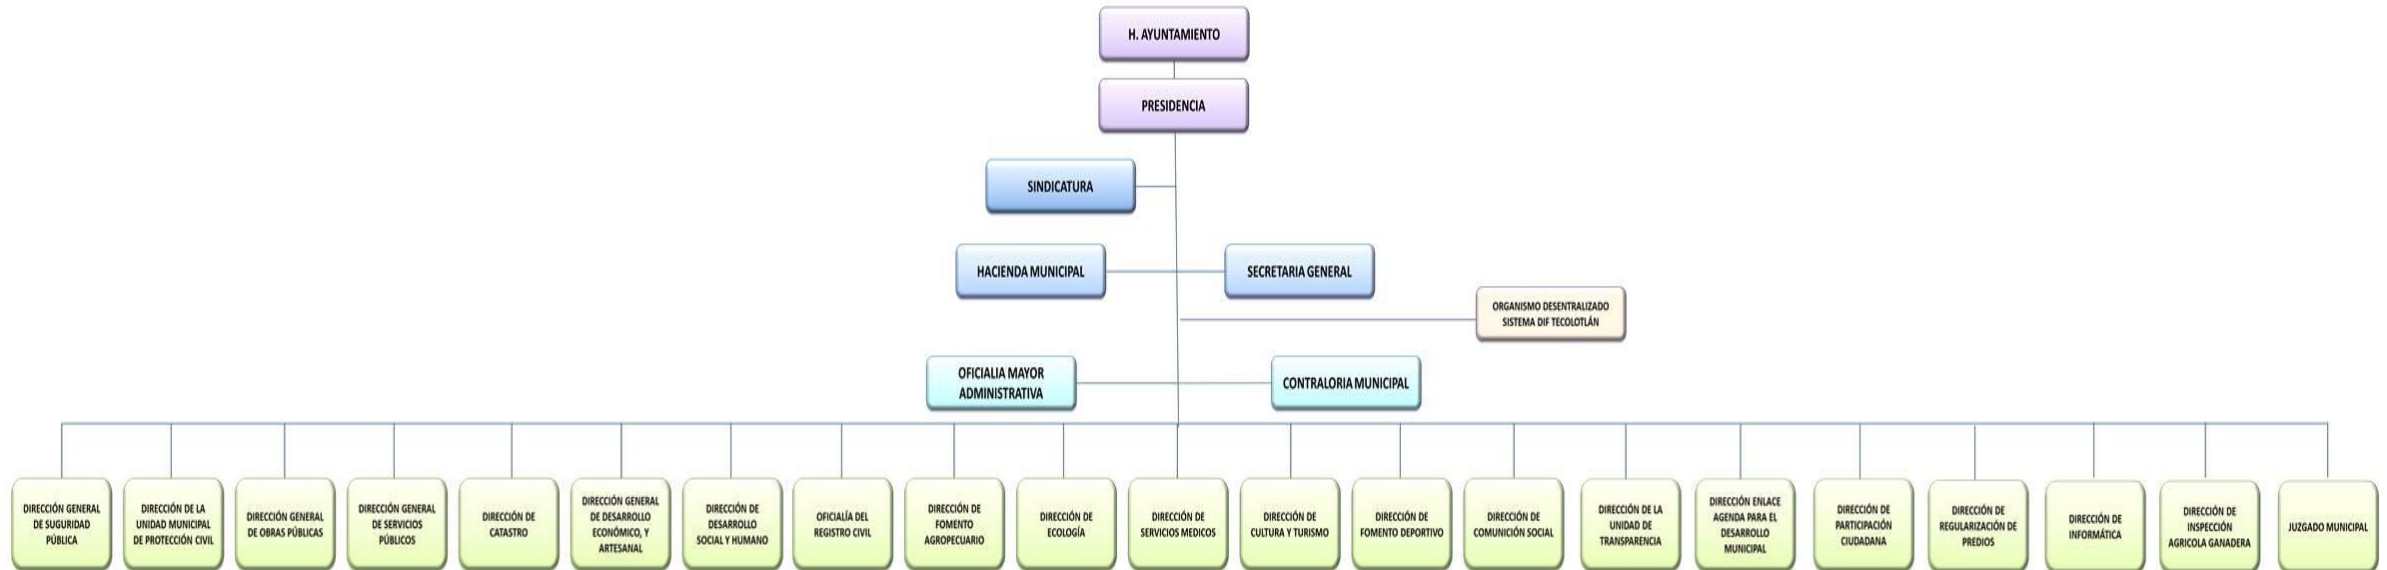 H. AYUNTAMIENTO
PRESIDENCIA
SINDICATURA
HACIENDA MUNICIPAL
SECRETARIA GENERAL
ORGANISMO DESENTRALIZADO
SISTEMA DIF TECOLOTLÁN
OFICIALIA MAYOR
ADMINISTRATIVA
CONTRALORIA MUNICIPAL
DIRECCIÓN GENERAL
DE SUGURIDAD
PÚBLICA
DIRECCIÓN DE LA
UNIDAD MUNICIPAL
DE PROTECCIÓN CIVIL
DIRECCIÓN GENERAL
DE OBRAS PÚBLICAS
DIRECCIÓN GENERAL
DE SERVICIOS
PÚBLICOS
DIRECCIÓN DE
CATASTRO
DIRECCIÓN GENERAL
DE DESARROLLO
ECONÓMICO, Y
ARTESANAL
DIRECCIÓN DE
DESARROLLO
SOCIAL Y HUMANO
OFICIALÍA DEL
REGISTRO CIVIL
DIRECCIÓN DE
FOMENTO
AGROPECUARIO
DIRECCIÓN DE
ECOLOGÍA
DIRECCIÓN DE
SERVICIOS MEDICOS
DIRECCIÓN DE
CULTURA Y TURISMO
DIRECCIÓN DE
FOMENTO DEPORTIVO
DIRECCIÓN DE
COMUNICIÓN SOCIAL
DIRECCIÓN DE LA
UNIDAD DE
TRANSPARENCIA
DIRECCIÓN ENLACE
AGENDA PARA EL
DESARROLLO
MUNICIPAL
DIRECCIÓN DE
PARTICIPACIÓN
CIUDADANA
DIRECCIÓN DE
REGULARIZACIÓN DE
PREDIOS
DIRECCIÓN DE
INFORMÁTICA
DIRECCIÓN DE
INSPECCIÓN
AGRICOLA GANADERA
JUZGADO MUNICIPAL